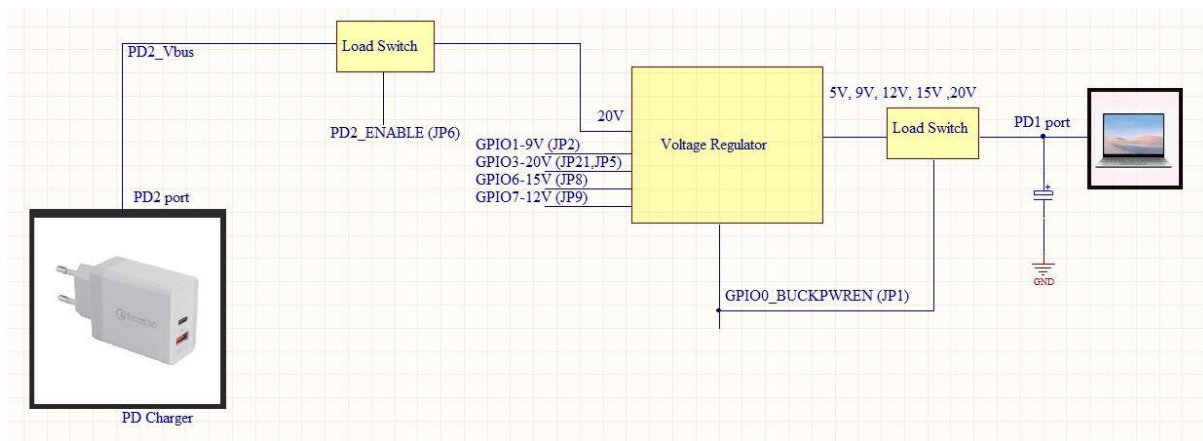 PD2_Vbus
Load Switch
PD2_ENABLE (JP6)
20V
GPIO1-9V (JP2)
GPIO3-20V (JP21,JP5)
GPIO6-15V (JP8)
GPIO7-12V (JP9)
Voltage Regulator
5V, 9V, 12V, 15V ,20V
Load Switch
PD1 port
GND
GPIO0_BUCKPWREN (JP1)
PD2 port
PD Charger